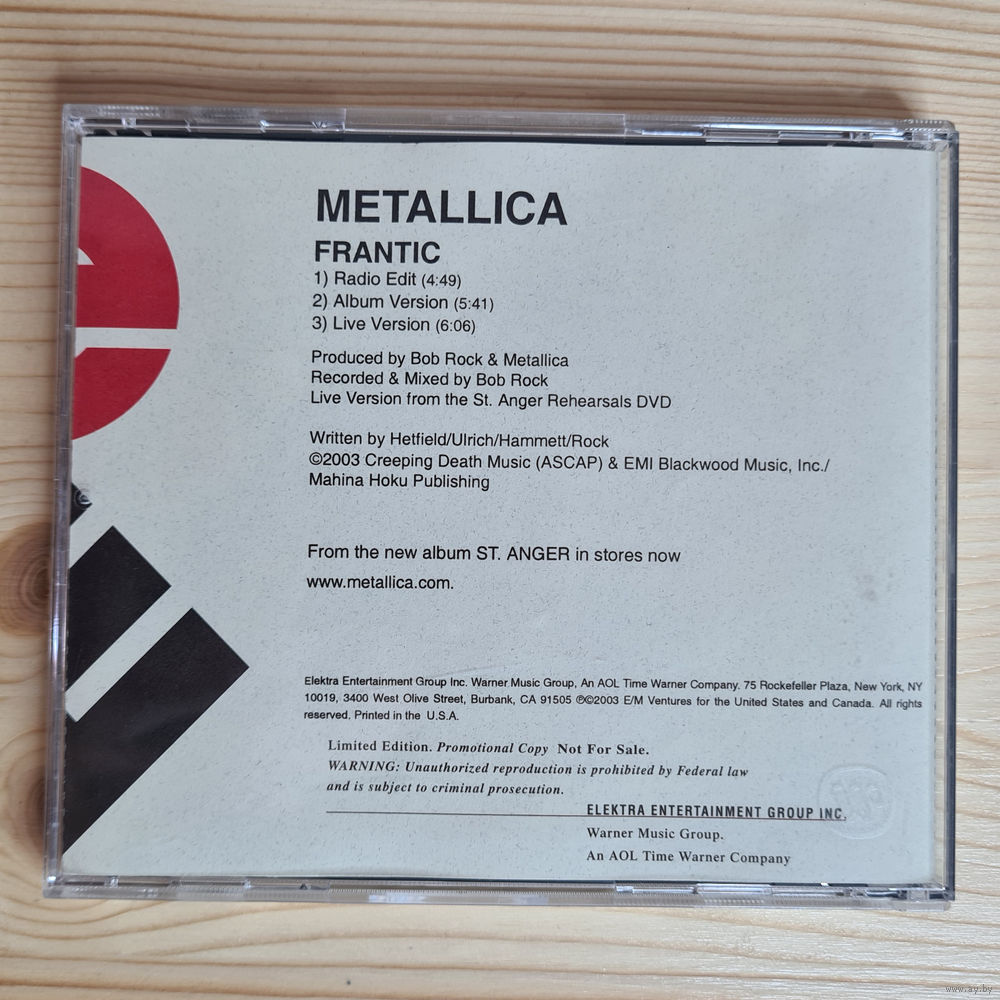 METALLICA
FRANTIC
1) Radio Edit (4:49)
2) Album Version (5:41)
3) Live Version (6:06)
Produced by Bob Rock & Metallica
Recorded & Mixed by Bob Rock
Live Version from the St. Anger Rehearsals DVD
Written by Hetfield/Ulrich/Hammett/Rock
©2003 Creeping Death Music (ASCAP) & EMI Blackwood Music, Inc./
Mahina Hoku Publishing
From the new album ST. ANGER in stores now
www.metallica.com.
Elektra Entertainment Group Inc. Warner Music Group, An AOL Time Warner Company. 75 Rockefeller Plaza, New York, NY
10019, 3400 West Olive Street, Burbank, CA 91505 ℗©2003 E/M Ventures for the United States and Canada. All rights
reserved. Printed in the U.S.A.
Limited Edition. Promotional Copy Not For Sale.
WARNING: Unauthorized reproduction is prohibited by Federal law
and is subject to criminal prosecution.
ELEKTRA ENTERTAINMENT GROUP INC.
Warner Music Group.
An AOL Time Warner Company
www.ay.by